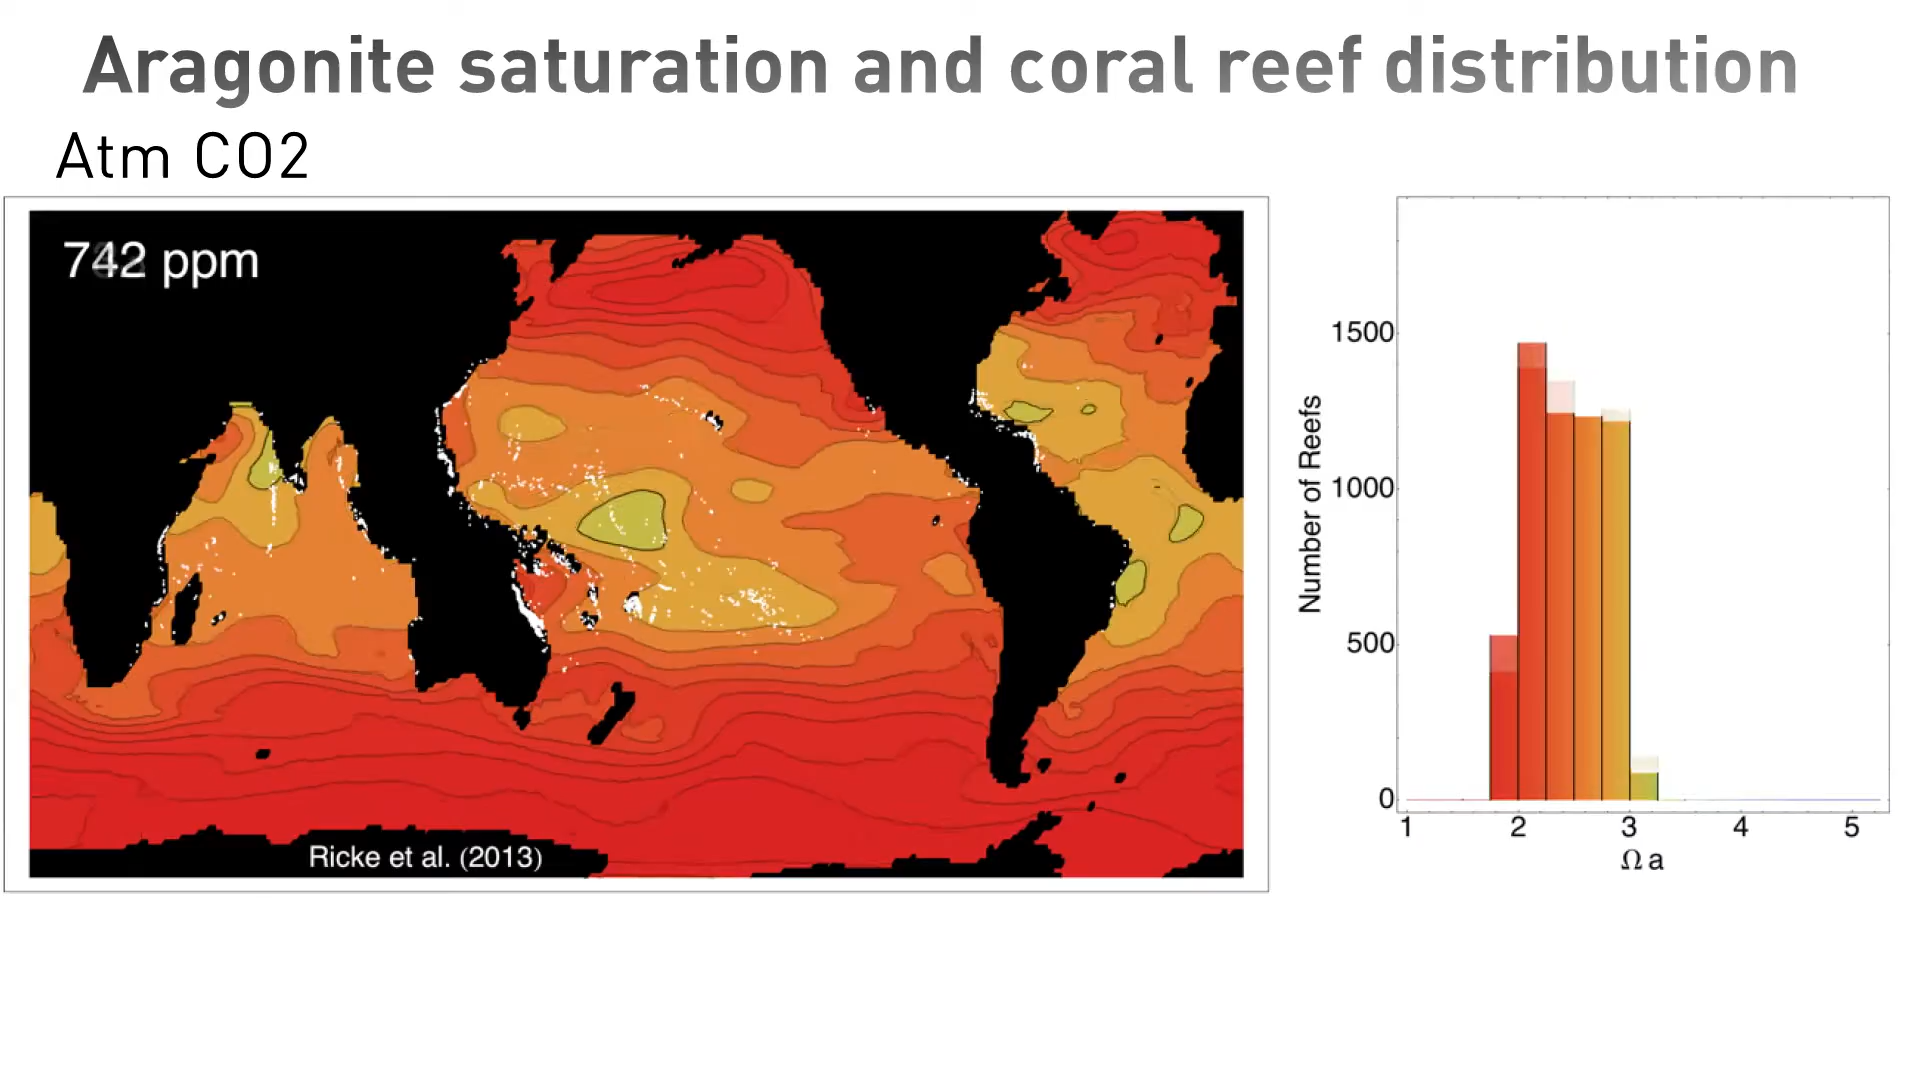 Aragonite saturation and coral reef distribution
Atm CO2
742 ppm
Ricke et al. (2013)
Number of Reefs
1500
1000
500
0
1 2 3 4 5
Ω a